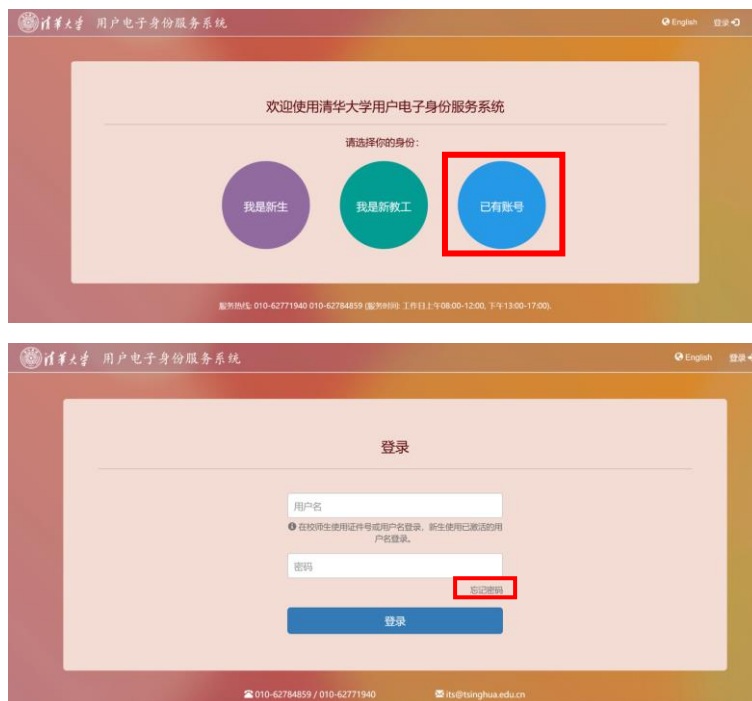 清华大学 用户电子身份服务系统
English 登录
欢迎使用清华大学用户电子身份服务系统
请选择你的身份：
我是新生
我是新教工
已有账号
服务热线: 010-62771940 010-62784859 (服务时间: 工作日上午08:00-12:00, 下午13:00-17:00).
清华大学 用户电子身份服务系统
English 登录
登录
用户名
在校师生使用证件号或用户名登录，新生使用已激活的用
户名登录。
密码
忘记密码
登录
010-62784859 / 010-62771940 its@tsinghua.edu.cn